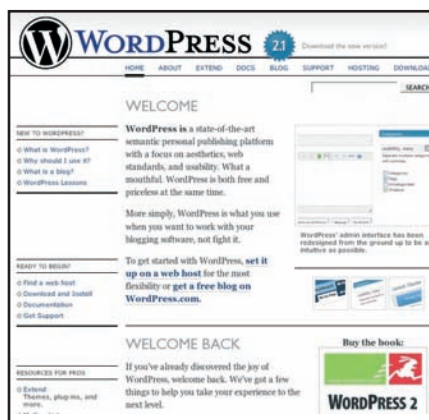 WORDPRESS
2.1
Download the new version!
HOME ABOUT EXTEND DOCS BLOG SUPPORT HOSTING DOWNLOAD
SEARCH
WELCOME
NEW TO WORDPRESS?
What is WordPress?
Why should I use it?
What is a blog?
WordPress Lessons
WordPress is a state-of-the-art
semantic personal publishing platform
with a focus on aesthetics, web
standards, and usability. What a
mouthful. WordPress is both free and
priceless at the same time.
More simply, WordPress is what you use
when you want to work with your
blogging software, not fight it.
To get started with WordPress, set it
up on a web host for the most
flexibility or get a free blog on
WordPress.com.
WordPress' admin interface has been
redesigned from the ground up to be as
intuitive as possible.
READY TO BEGIN?
Find a web host
Download and Install
Documentation
Get Support
WELCOME BACK
If you've already discovered the joy of
WordPress, welcome back. We've got a few
things to help you take your experience to the
next level.
Buy the book:
WORDPRESS 2
RESOURCES FOR PROS
Extend
Themes, plug-ins, and
more.